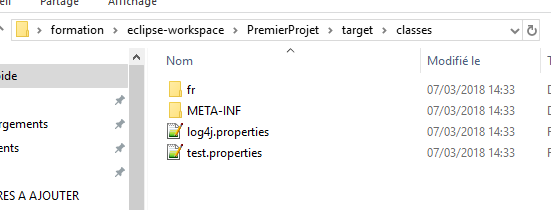 Partage Affichage
formation › eclipse-workspace › PremierProjet › target › classes
Nom Modifié le
fr 07/03/2018 14:33
META-INF 07/03/2018 14:33
log4j.properties 07/03/2018 14:33
test.properties 07/03/2018 14:33
ide
rgements
ents
RES A AJOUTER